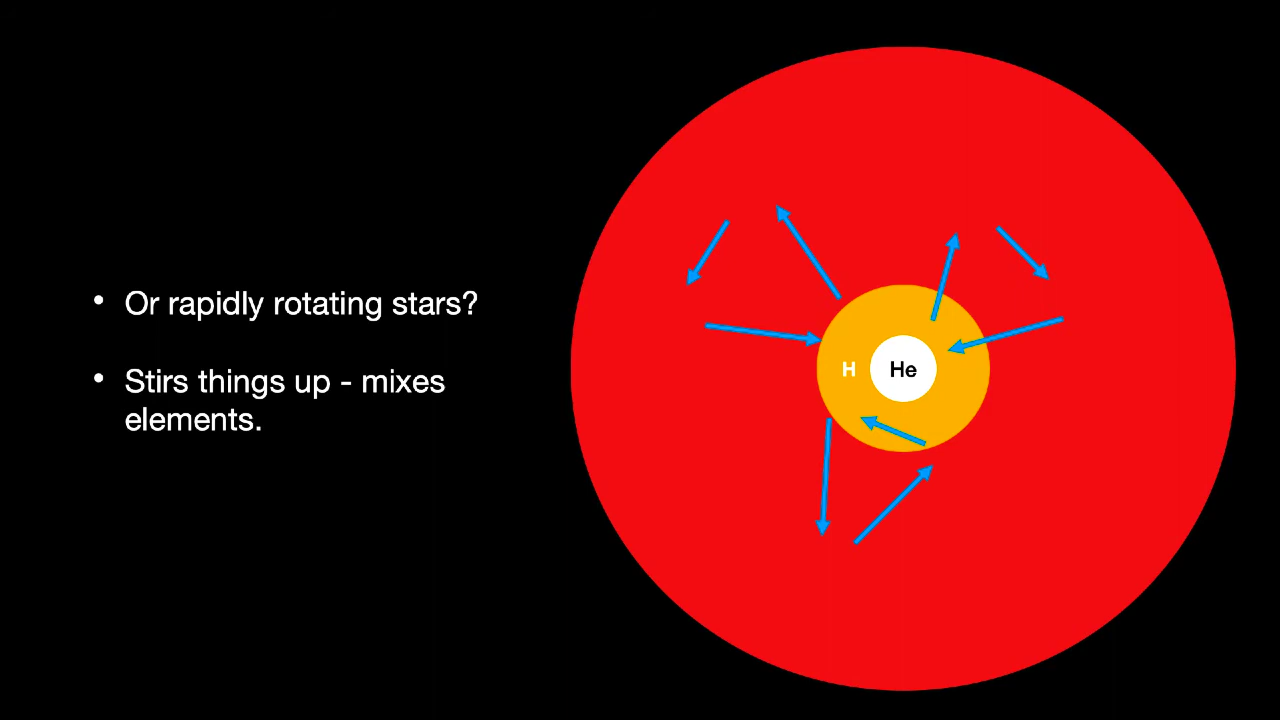 • Or rapidly rotating stars?
• Stirs things up - mixes
elements.
H
He